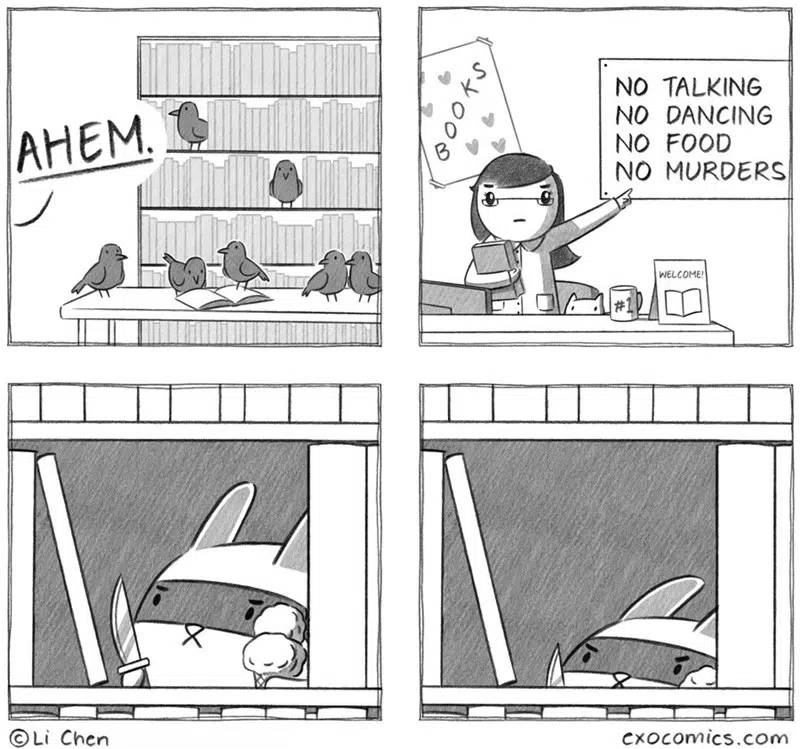 AHEM.
BOOKS
NO TALKING
NO DANCING
NO FOOD
NO MURDERS
#1
WELCOME!
©Li Chen
exocomics.com